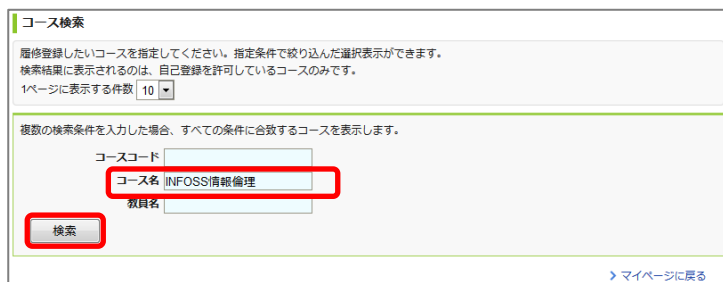 コース検索
履修登録したいコースを指定してください。指定条件で絞り込んだ選択表示ができます。
検索結果に表示されるのは、自己登録を許可しているコースのみです。
1ページに表示する件数 10
複数の検索条件を入力した場合、すべての条件に合致するコースを表示します。
コースコード
コース名 INFOSS情報倫理
教員名
検索
マイページに戻る